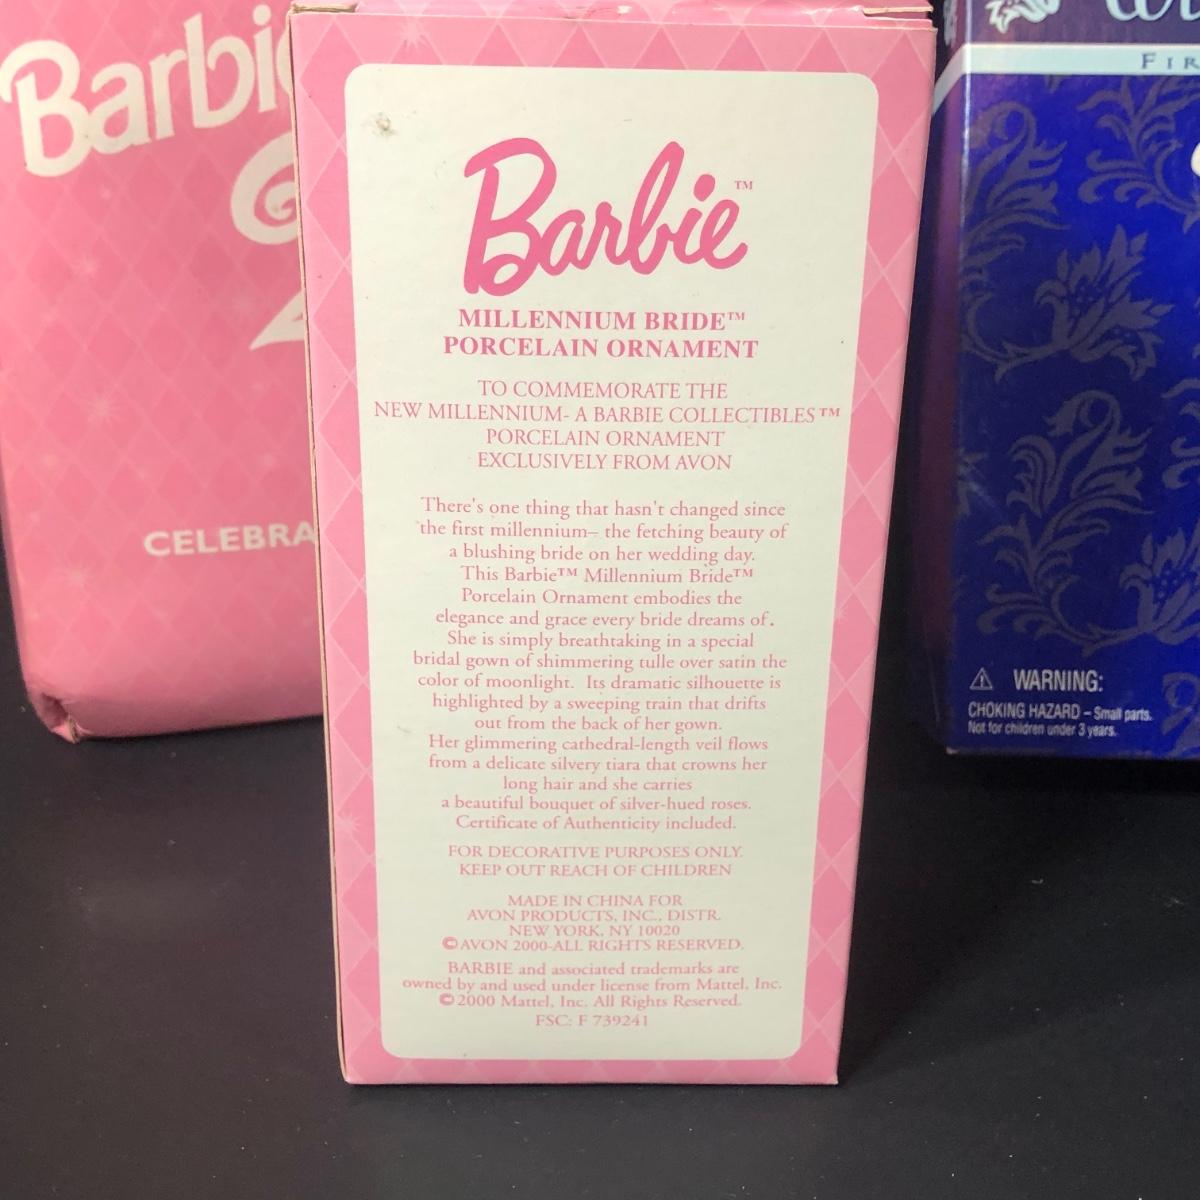 Barbie
CELEBRA
Barbie™
MILLENNIUM BRIDE™
PORCELAIN ORNAMENT
TO COMMEMORATE THE
NEW MILLENNIUM- A BARBIE COLLECTIBLES™
PORCELAIN ORNAMENT
EXCLUSIVELY FROM AVON
There's one thing that hasn't changed since
the first millennium– the fetching beauty of
a blushing bride on her wedding day.
This Barbie™ Millennium Bride™
Porcelain Ornament embodies the
elegance and grace every bride dreams of.
She is simply breathtaking in a special
bridal gown of shimmering tulle over satin the
color of moonlight. Its dramatic silhouette is
highlighted by a sweeping train that drifts
out from the back of her gown.
Her glimmering cathedral-length veil flows
from a delicate silvery tiara that crowns her
long hair and she carries
a beautiful bouquet of silver-hued roses.
Certificate of Authenticity included.
FOR DECORATIVE PURPOSES ONLY.
KEEP OUT REACH OF CHILDREN
MADE IN CHINA FOR
AVON PRODUCTS, INC., DISTR.
NEW YORK, NY 10020
©AVON 2000-ALL RIGHTS RESERVED.
BARBIE and associated trademarks are
owned by and used under license from Mattel, Inc.
©2000 Mattel, Inc. All Rights Reserved.
FSC: F 739241
FIR
WARNING:
CHOKING HAZARD – Small parts.
Not for children under 3 years.